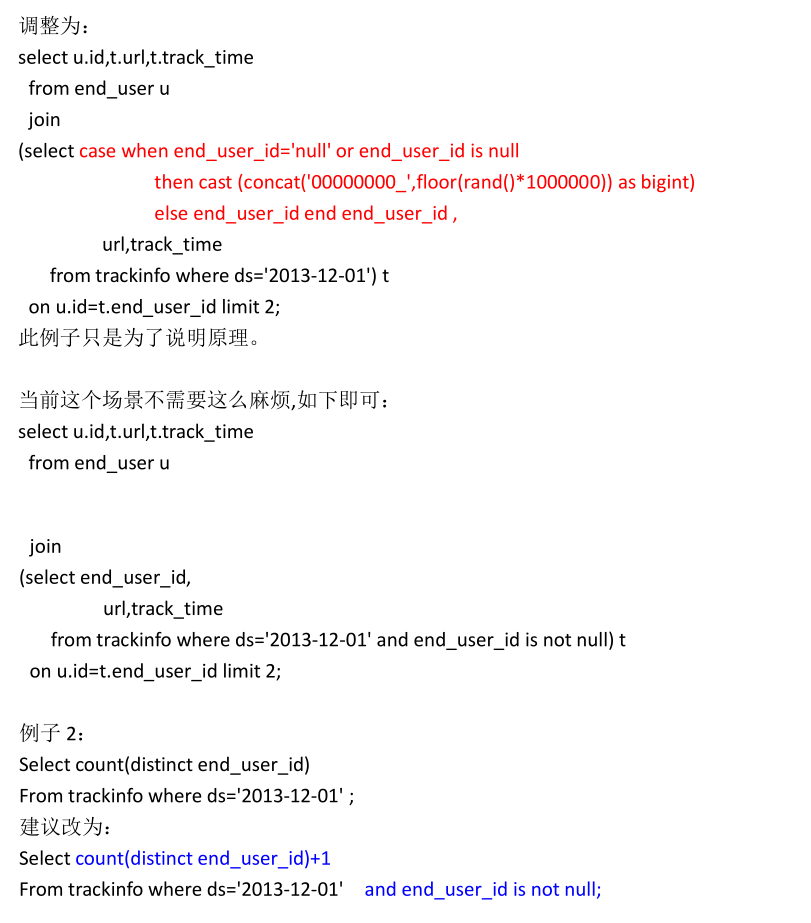 调整为：
select u.id,t.url,t.track_time
from end_user u
join
(select case when end_user_id='null' or end_user_id is null
then cast (concat('00000000_',floor(rand()*1000000)) as bigint)
else end_user_id end end_user_id ,
url,track_time
from trackinfo where ds='2013-12-01') t
on u.id=t.end_user_id limit 2;
此例子只是为了说明原理。
当前这个场景不需要这么麻烦,如下即可：
select u.id,t.url,t.track_time
from end_user u
join
(select end_user_id,
url,track_time
from trackinfo where ds='2013-12-01' and end_user_id is not null) t
on u.id=t.end_user_id limit 2;
例子 2：
Select count(distinct end_user_id)
From trackinfo where ds='2013-12-01' ;
建议改为：
Select count(distinct end_user_id)+1
From trackinfo where ds='2013-12-01' and end_user_id is not null;